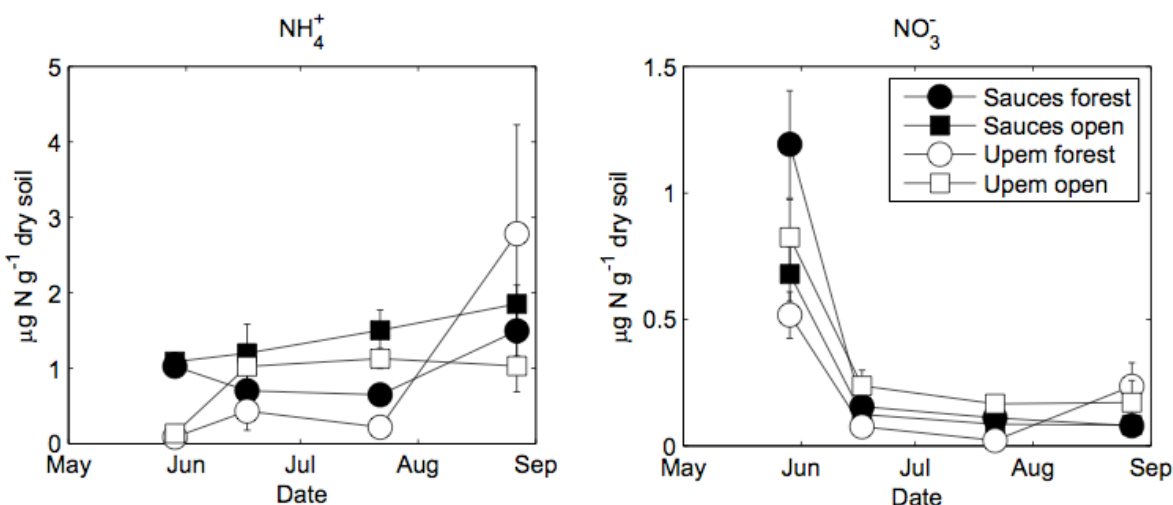 NH₄⁺
5
4
3
2
1
0
µg N g⁻¹ dry soil
May Jun Jul Aug Sep
Date
NO₃⁻
1.5
1
0.5
0
µg N g⁻¹ dry soil
May Jun Jul Aug Sep
Date
Sauces forest
Sauces open
Upem forest
Upem open